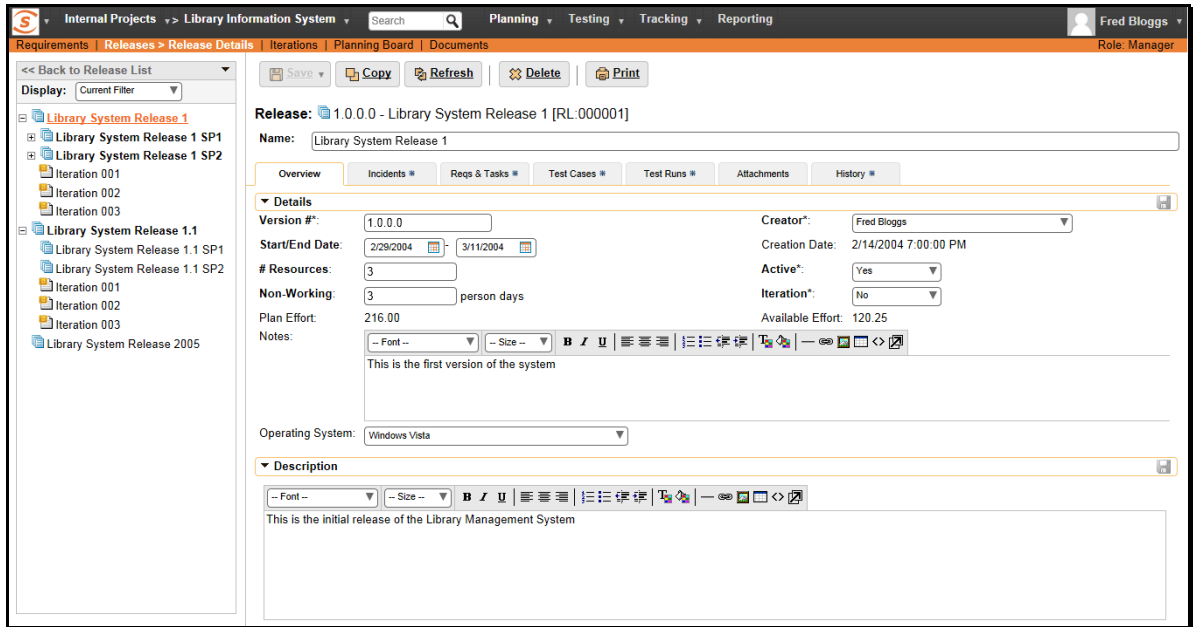 S Internal Projects > Library Information System Search Planning Testing Tracking Reporting Fred Bloggs
Requirements | Releases > Release Details | Iterations | Planning Board | Documents Role: Manager
<< Back to Release List
Display: Current Filter
Library System Release 1
Library System Release 1 SP1
Library System Release 1 SP2
Iteration 001
Iteration 002
Iteration 003
Library System Release 1.1
Library System Release 1.1 SP1
Library System Release 1.1 SP2
Iteration 001
Iteration 002
Iteration 003
Library System Release 2005
Save Copy Refresh Delete Print
Release: 1.0.0.0 - Library System Release 1 [RL:000001]
Name: Library System Release 1
Overview Incidents * Reqs & Tasks * Test Cases * Test Runs * Attachments History *
Details
Version #*: 1.0.0.0 Creator*: Fred Bloggs
Start/End Date: 2/29/2004 - 3/11/2004 Creation Date: 2/14/2004 7:00:00 PM
# Resources: 3 Active*: Yes
Non-Working: 3 person days Iteration*: No
Plan Effort: 216.00 Available Effort: 120.25
Notes: -- Font -- -- Size -- B I U
This is the first version of the system
Operating System: Windows Vista
Description
-- Font -- -- Size -- B I U
This is the initial release of the Library Management System